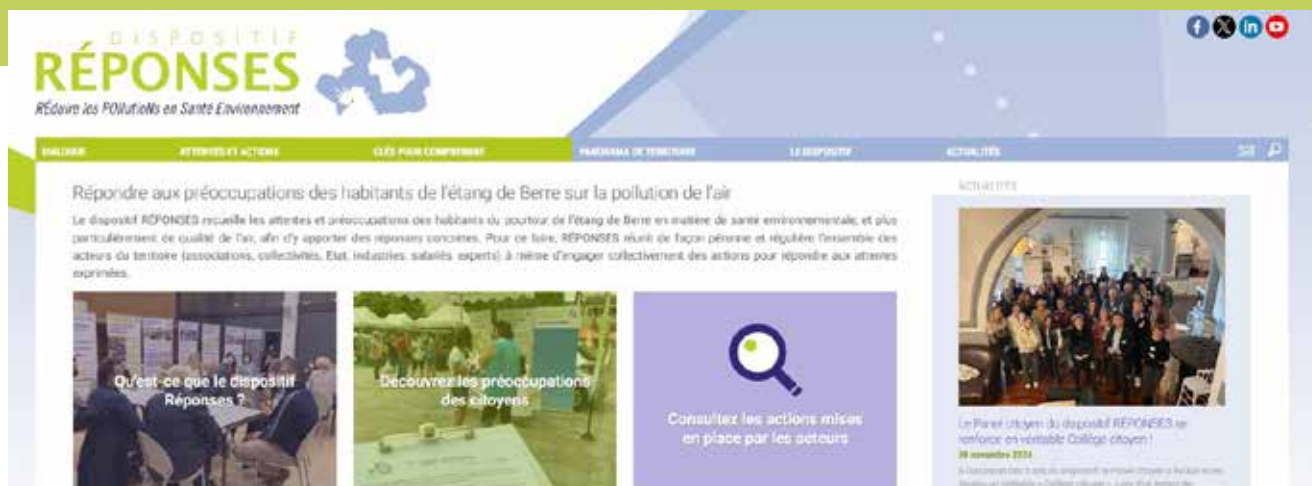 DISPOSITIF
RÉPONSES
RÉduire les POllutioNs en Santé Environnement
DIALOGUER
ATTENTES ET ACTIONS
CLÉS POUR COMPRENDRE
PANORAMA DE TERRITOIRE
LE DISPOSITIF
ACTUALITÉS
Répondre aux préoccupations des habitants de l'étang de Berre sur la pollution de l'air
Le dispositif RÉPONSES recueille les attentes et préoccupations des habitants du pourtour de l'étang de Berre en matière de santé environnementale, et plus
particulièrement de qualité de l'air, afin d'y apporter des réponses concrètes. Pour ce faire, RÉPONSES réunit de façon pérenne et régulière l'ensemble des
acteurs du territoire (associations, collectivités, Etat, industries, salariés, experts) à même d'engager collectivement des actions pour répondre aux attentes
exprimées.
Qu'est-ce que le dispositif
Réponses ?
Découvrez les préoccupations
des citoyens
Consultez les actions mises
en place par les acteurs
ACTUALITÉS
Le Panel citoyen du dispositif RÉPONSES se
renforce en véritable Collège citoyen !